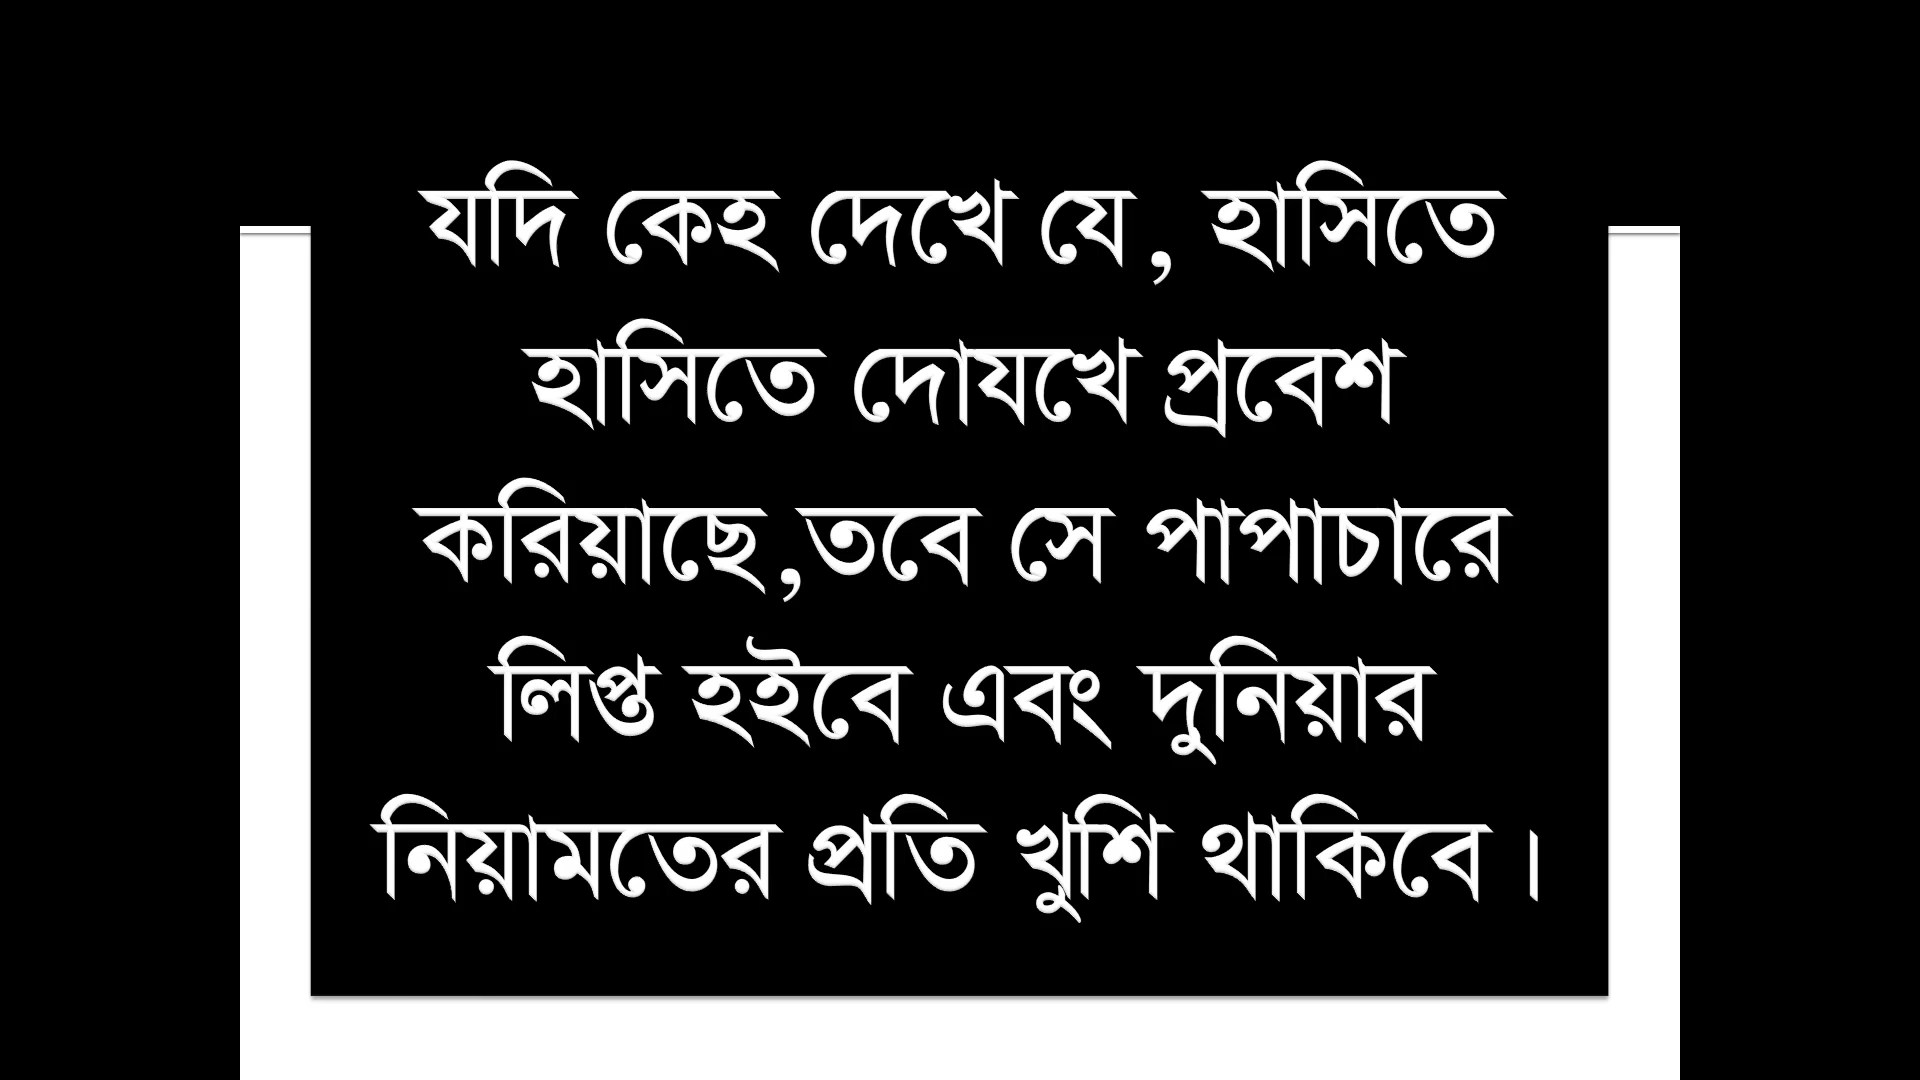 যদি কেহ দেখে যে, হাসিতে
হাসিতে দোযখে প্রবেশ
করিয়াছে,তবে সে পাপাচারে
লিপ্ত হইবে এবং দুনিয়ার
নিয়ামতের প্রতি খুশি থাকিবে।